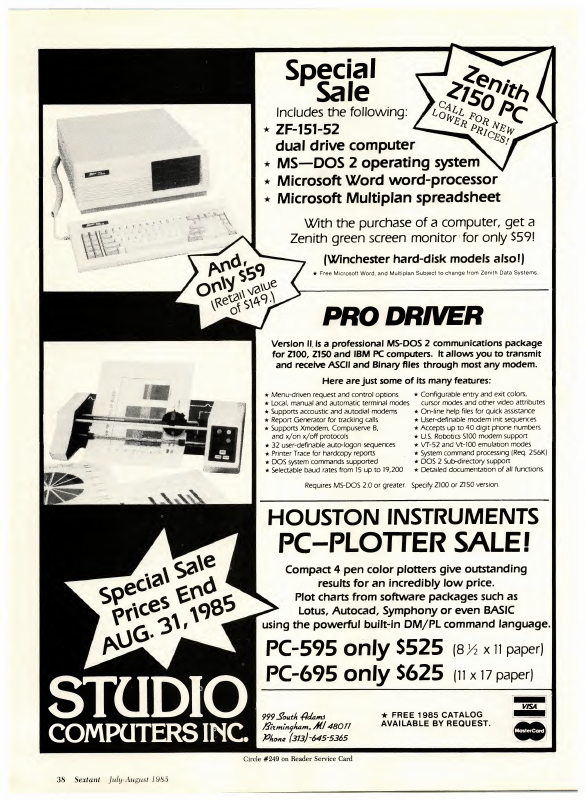 Special
Sale
Includes the following:
★ ZF-151-52
dual drive computer
★ MS—DOS 2 operating system
★ Microsoft Word word-processor
★ Microsoft Multiplan spreadsheet
Zenith
Z150 PC
CALL FOR NEW
LOWER PRICES!
With the purchase of a computer, get a
Zenith green screen monitor for only $59!
(Winchester hard-disk models also!)
★ Free Microsoft Word, and Multiplan Subject to change from Zenith Data Systems.
And,
Only $59
(Retail value
of $149.)
PRO DRIVER
Version II, is a professional MS-DOS 2 communications package
for Z100, Z150 and IBM PC computers. It allows you to transmit
and receive ASCII and Binary files through most any modem.
Here are just some of its many features:
★ Menu-driven request and control options
★ Local, manual and automatic terminal modes
★ Supports accoustic and autodial modems
★ Report Generator for tracking calls
★ Supports Xmodem, Compuserve B,
and x/on x/off protocols
★ 32 user-definable auto-logon sequences
★ Printer Trace for hardcopy reports
★ DOS system commands supported
★ Selectable baud rates from 15 up to 19,200
★ Configurable entry and exit colors,
cursor modes and other video attributes
★ On-line help files for quick assistance
★ User-definable modem init sequences
★ Accepts up to 40 digit phone numbers
★ U.S. Robotics S100 modem support
★ VT-52 and Vt-100 emulation modes
★ System command processing (Req. 256K)
★ DOS 2 Sub-directory support
★ Detailed documentation of all functions
Requires MS-DOS 2.0 or greater. Specify Z100 or Z150 version.
HOUSTON INSTRUMENTS
PC–PLOTTER SALE!
Compact 4 pen color plotters give outstanding
results for an incredibly low price.
Plot charts from software packages such as
Lotus, Autocad, Symphony or even BASIC
using the powerful built-in DM/PL command language.
PC-595 only $525 (8 ½ x 11 paper)
PC-695 only $625 (11 x 17 paper)
Special Sale
Prices End
AUG. 31, 1985
STUDIO
COMPUTERS INC.
999 South Adams
Birmingham, MI 48011
Phone (313)-645-5365
★ FREE 1985 CATALOG
AVAILABLE BY REQUEST.
VISA
MasterCard
Circle #249 on Reader Service Card
38 Sextant July-August 1985